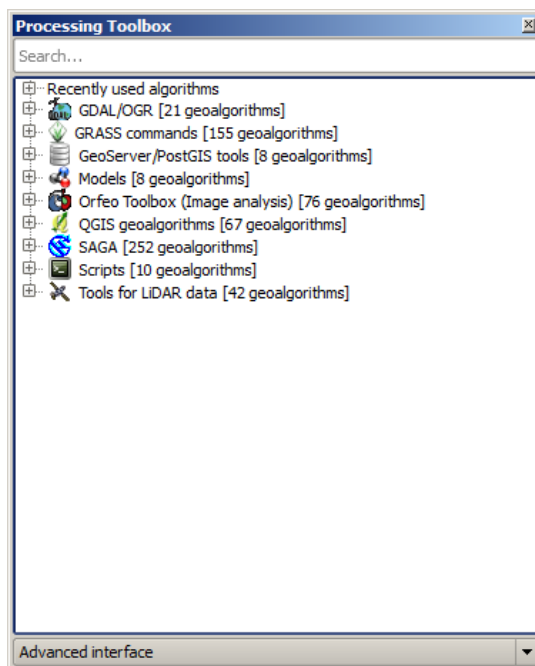 Processing Toolbox
Search...
Recently used algorithms
GDAL/OGR [21 geoalgorithms]
GRASS commands [155 geoalgorithms]
GeoServer/PostGIS tools [8 geoalgorithms]
Models [8 geoalgorithms]
Orfeo Toolbox (Image analysis) [76 geoalgorithms]
QGIS geoalgorithms [67 geoalgorithms]
SAGA [252 geoalgorithms]
Scripts [10 geoalgorithms]
Tools for LiDAR data [42 geoalgorithms]
Advanced interface